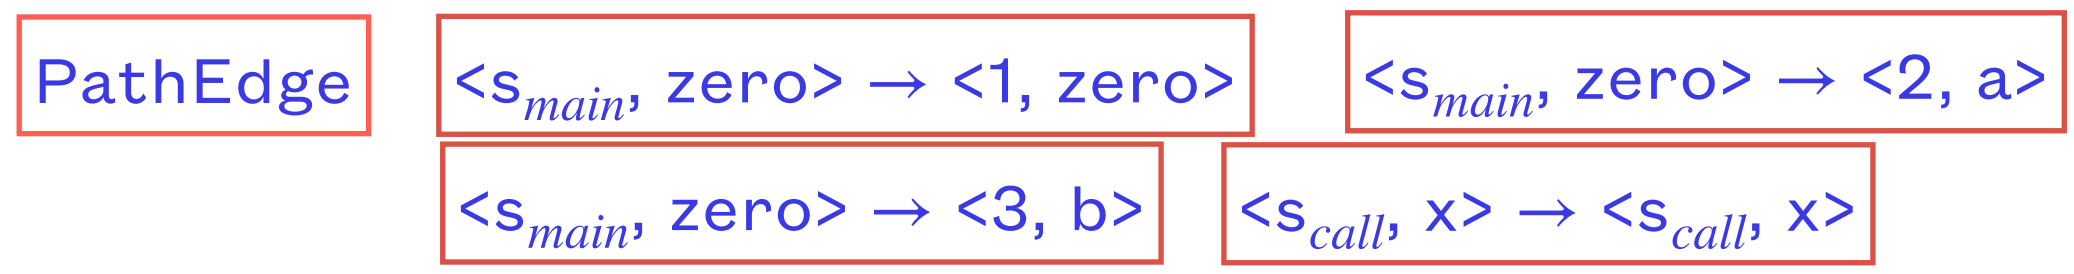 PathEdge <s_main, zero> → <1, zero> <s_main, zero> → <2, a>
<s_main, zero> → <3, b> <s_call, x> → <s_call, x>